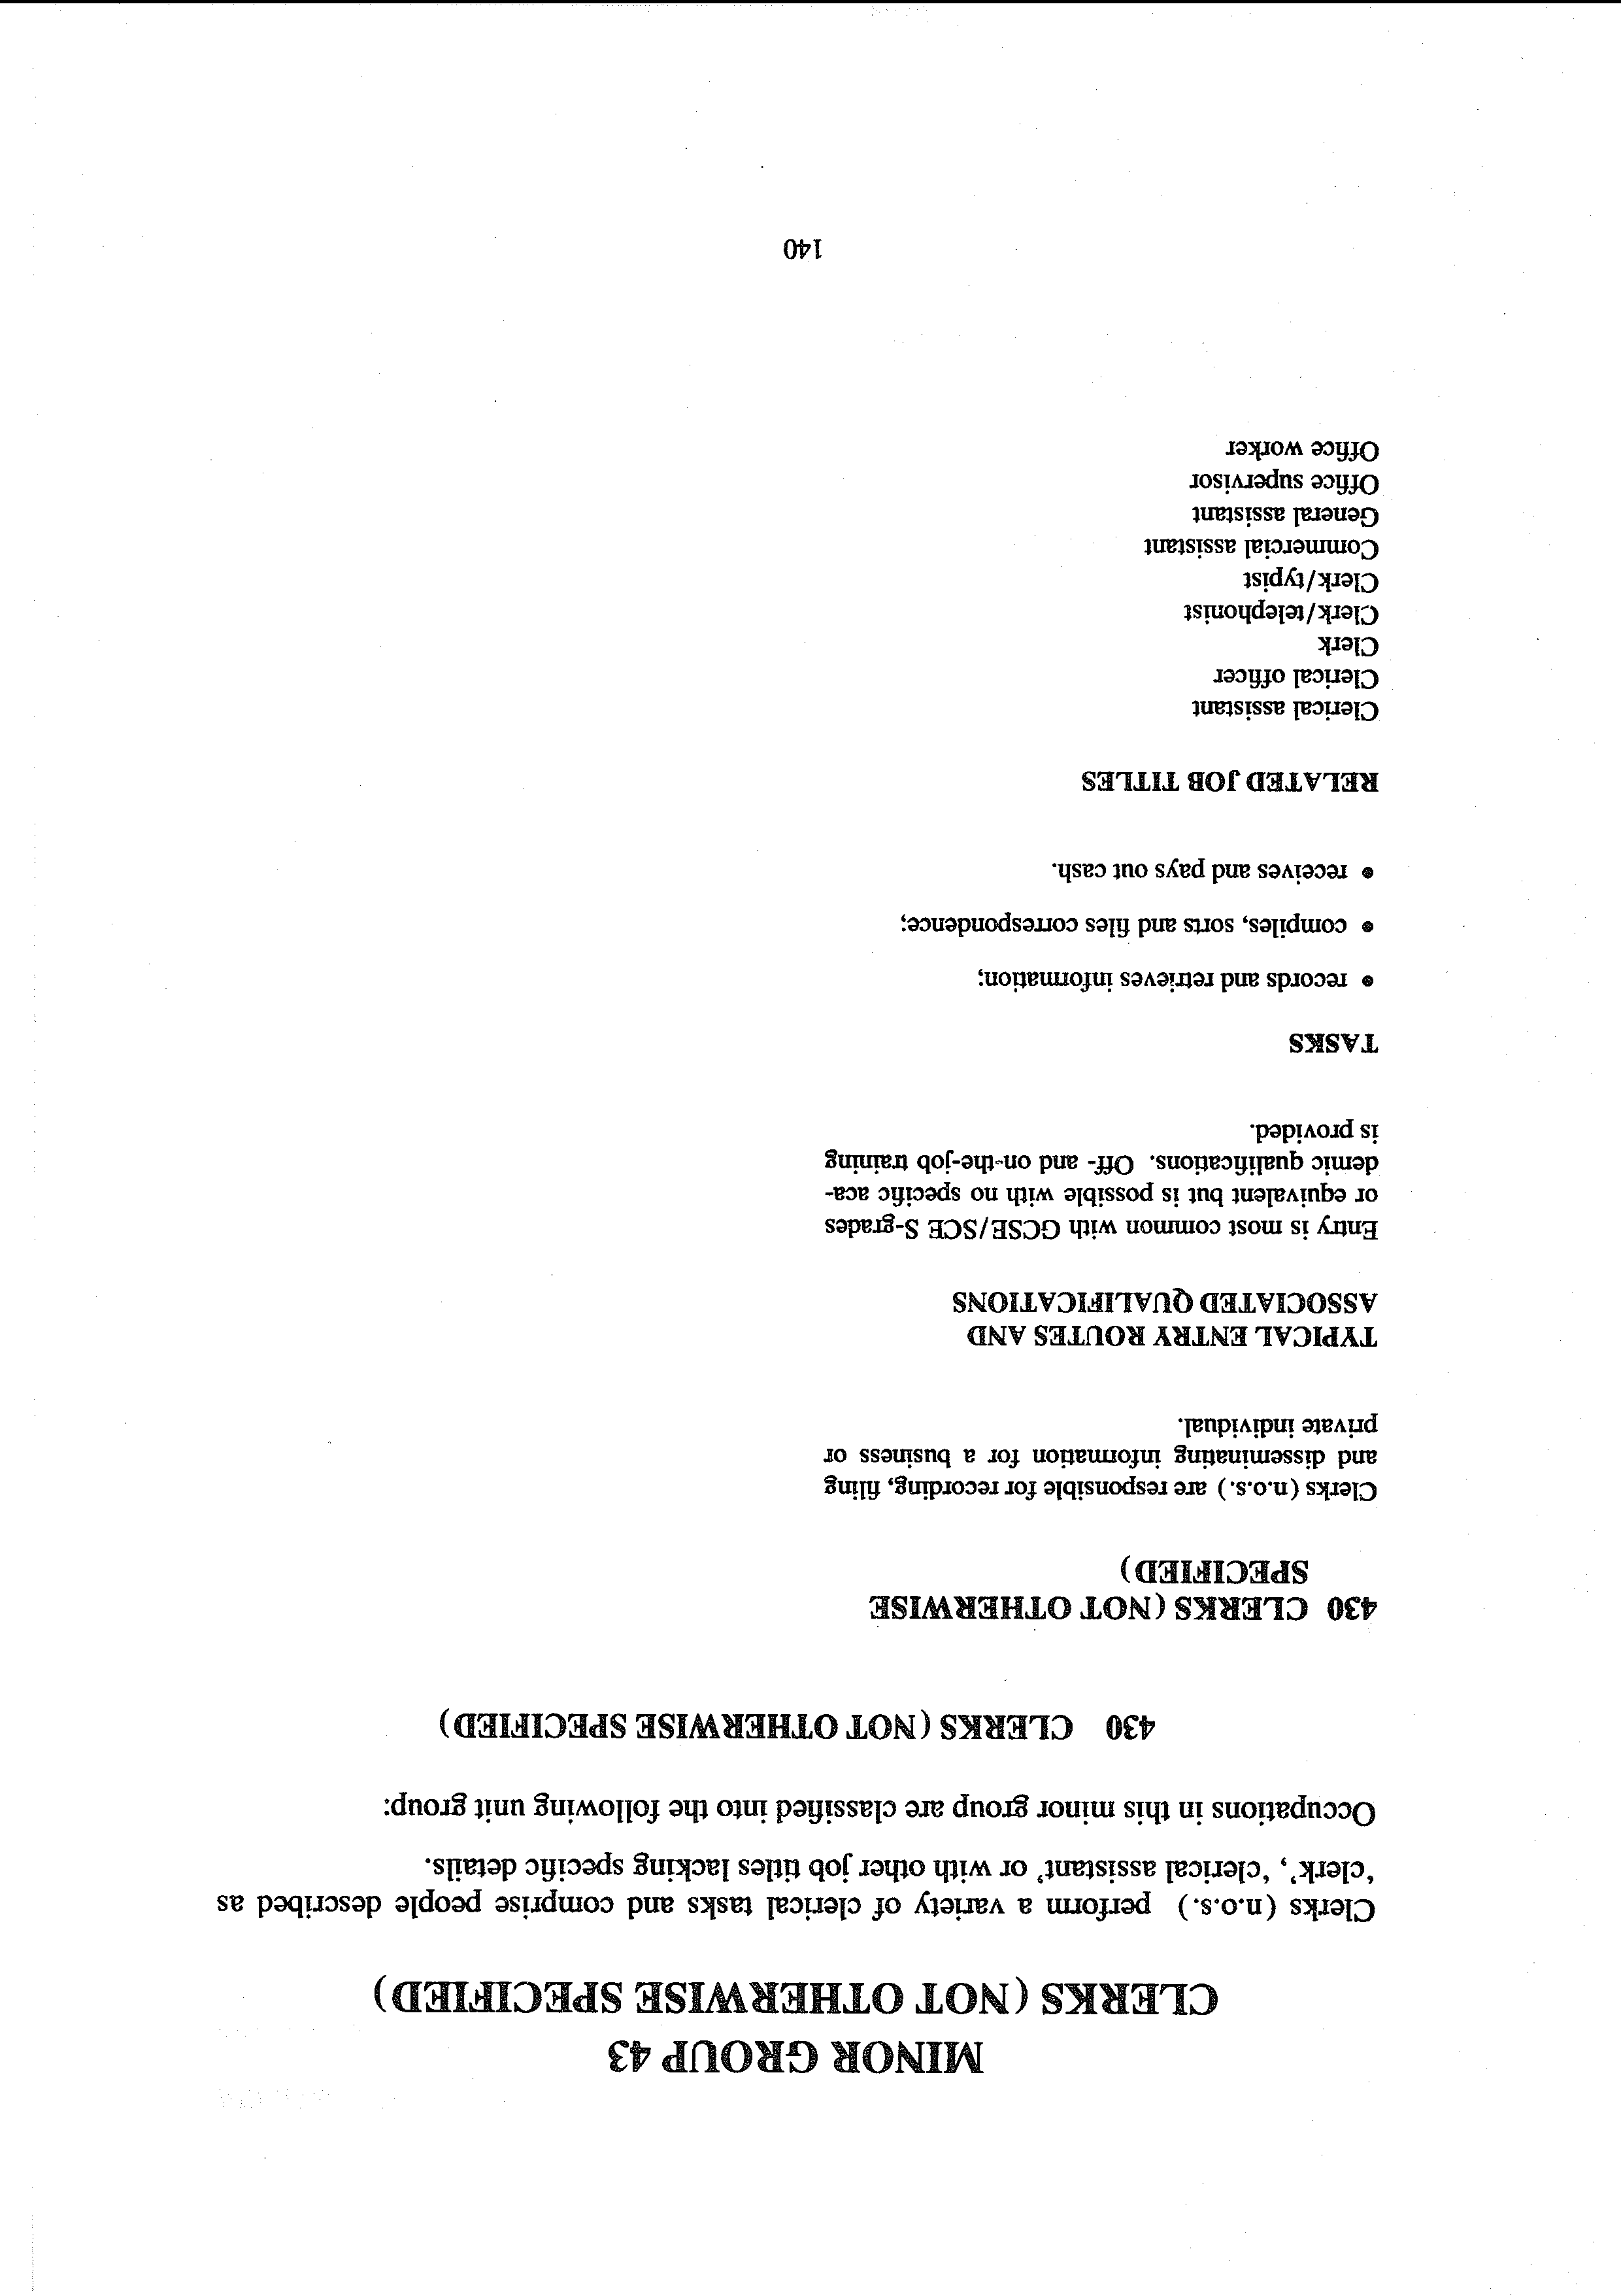 MINOR GROUP 43
CLERKS (NOT OTHERWISE SPECIFIED)
Clerks (n.o.s.) perform a variety of clerical tasks and comprise people described as
'clerk', 'clerical assistant' or with other job titles lacking specific details.
Occupations in this minor group are classified into the following unit group:
430 CLERKS (NOT OTHERWISE SPECIFIED)
430 CLERKS (NOT OTHERWISE
SPECIFIED)
Clerks (n.o.s.) are responsible for recording, filing
and disseminating information for a business or
private individual.
TYPICAL ENTRY ROUTES AND
ASSOCIATED QUALIFICATIONS
Entry is most common with GCSE/SCE S-grades
or equivalent but is possible with no specific aca-
demic qualifications. Off- and on-the-job training
is provided.
TASKS
• records and retrieves information;
• compiles, sorts and files correspondence;
• receives and pays out cash.
RELATED JOB TITLES
Clerical assistant
Clerical officer
Clerk
Clerk/telephonist
Clerk/typist
Commercial assistant
General assistant
Office supervisor
Office worker
140